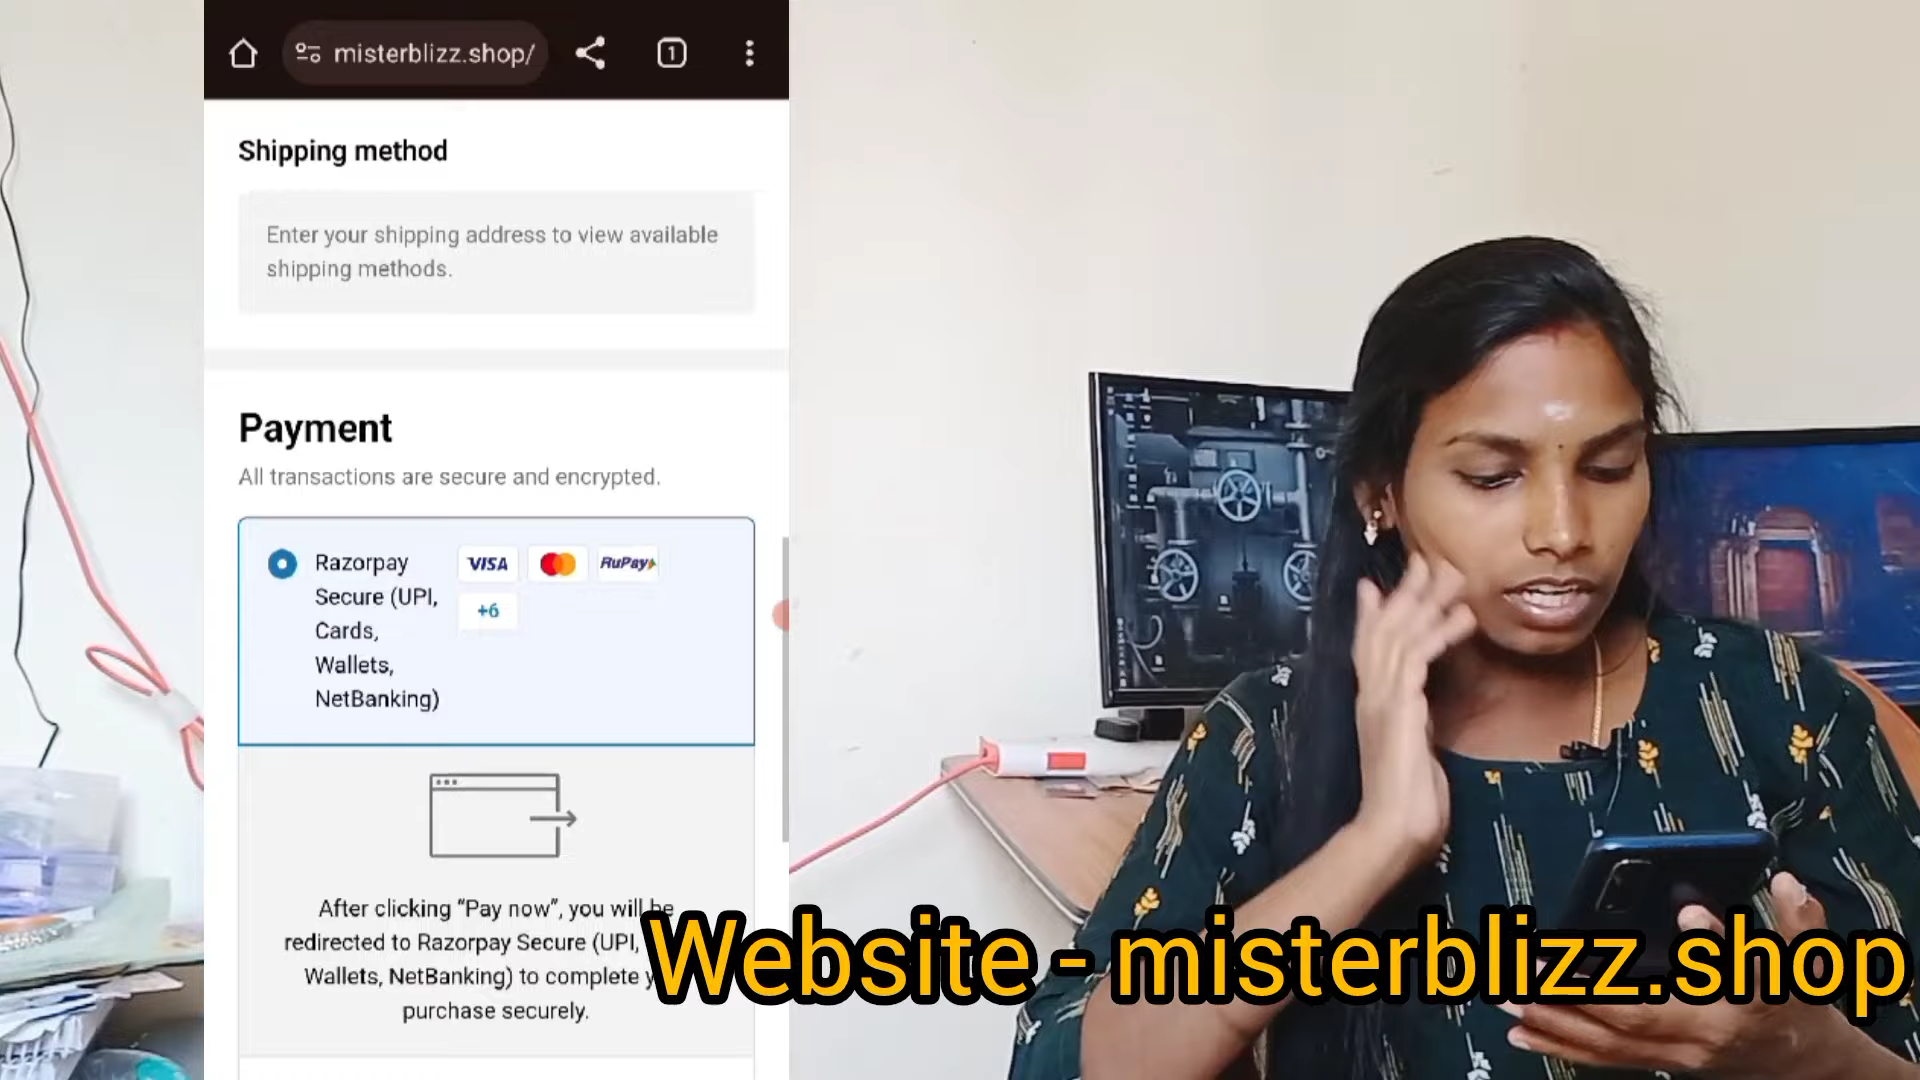 misterblizz.shop/
1
Shipping method
Enter your shipping address to view available
shipping methods.
Payment
All transactions are secure and encrypted.
Razorpay
Secure (UPI,
Cards,
Wallets,
NetBanking)
VISA
RuPay
+6
After clicking “Pay now”, you will be
redirected to Razorpay Secure (UPI,
Wallets, NetBanking) to complete y
purchase securely.
Website - misterblizz.shop